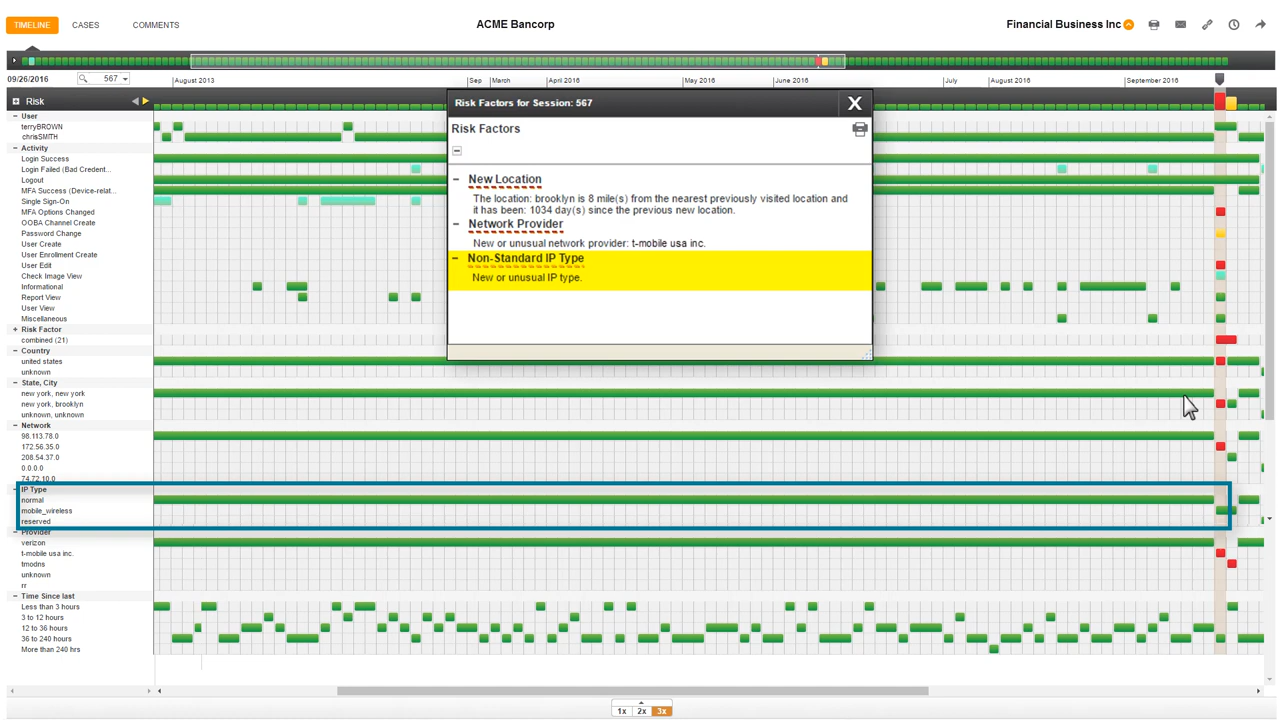 TIMELINE
CASES
COMMENTS
ACME Bancorp
Financial Business Inc
09/26/2016
567
August 2013
Sep
March
April 2016
May 2016
June 2016
July
August 2016
September 2016
Risk
User
terryBROWN
chrisSMITH
Activity
Login Success
Login Failed (Bad Credent...
Logout
MFA Success (Device-relat...
Single Sign-On
MFA Options Changed
OOBA Channel Create
Password Change
User Create
User Enrollment Create
User Edit
Check Image View
Informational
Report View
User View
Miscellaneous
Risk Factor
combined (21)
Country
united states
unknown
State, City
new york, new york
new york, brooklyn
unknown, unknown
Network
98.113.78.0
172.56.35.0
208.54.37.0
0.0.0.0
74.72.10.0
IP Type
normal
mobile_wireless
reserved
Provider
verizon
t-mobile usa inc.
tmodns
unknown
rr
Time Since last
Less than 3 hours
3 to 12 hours
12 to 36 hours
36 to 240 hours
More than 240 hrs
Risk Factors for Session: 567
X
Risk Factors
New Location
The location: brooklyn is 8 mile(s) from the nearest previously visited location and
it has been: 1034 day(s) since the previous new location.
Network Provider
New or unusual network provider: t-mobile usa inc.
Non-Standard IP Type
New or unusual IP type.
1x
2x
3x